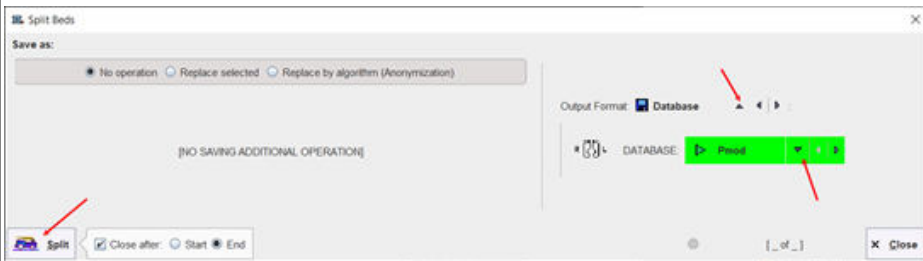 Split Beds
Save as:
No operation Replace selected Replace by algorithm (Anonymization)
Output Format: Database
[NO SAVING ADDITIONAL OPERATION]
R L DATABASE: Pmod
Split Close after: Start End [ _ of _ ] Close